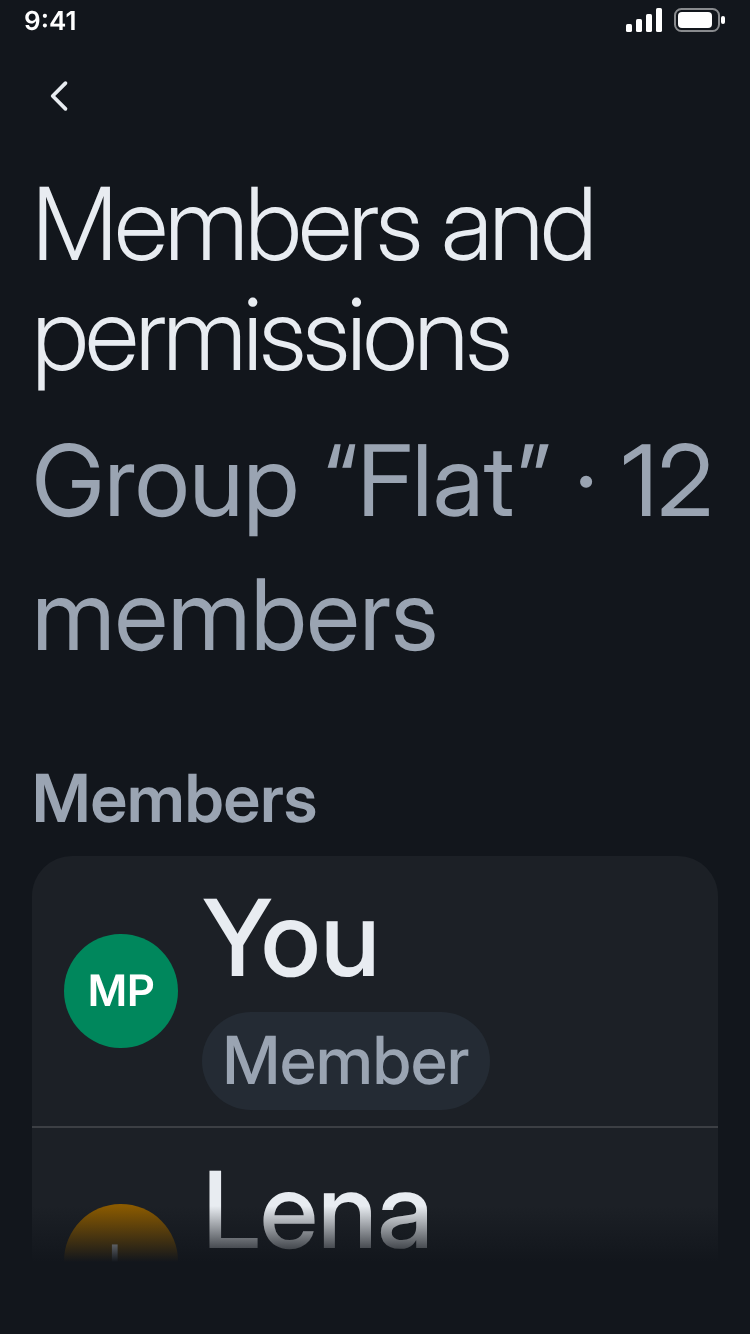 9:41
Members and
permissions
Group “Flat” · 12
members
Members
MP
You
Member
Lena